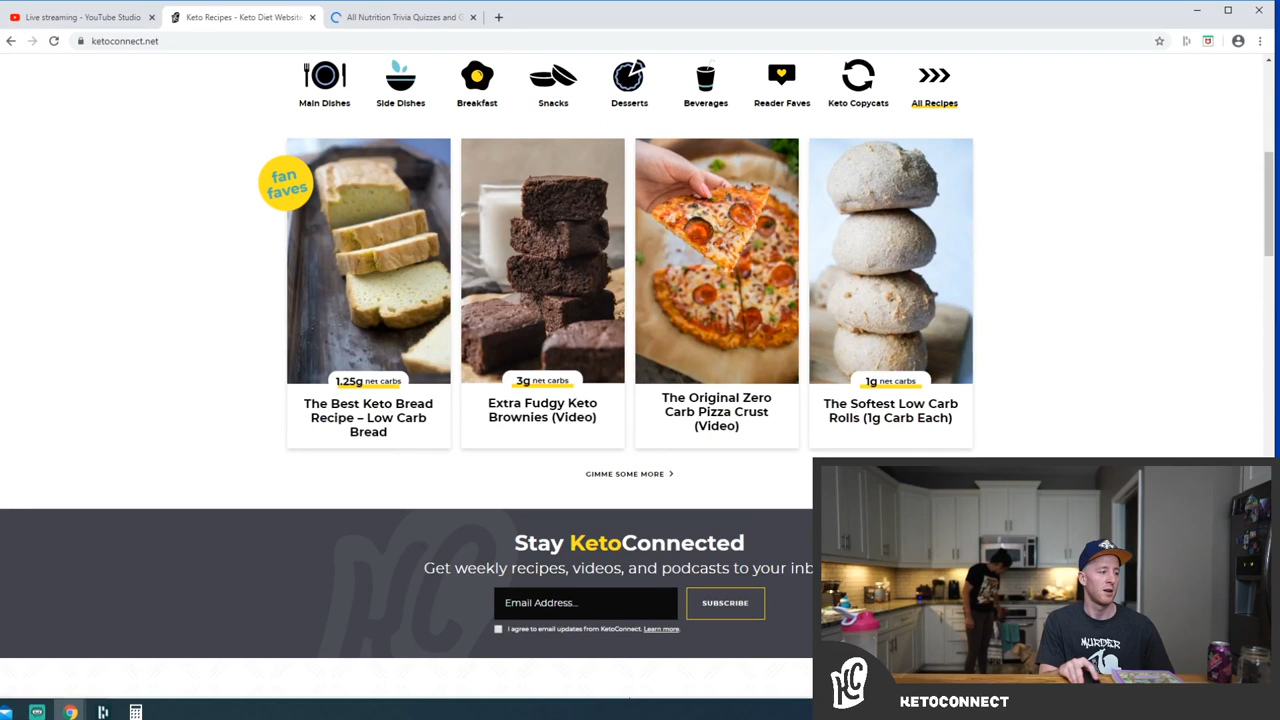 Live streaming - YouTube Studio
Keto Recipes - Keto Diet Website
All Nutrition Trivia Quizzes and
ketoconnect.net
Main Dishes
Side Dishes
Breakfast
Snacks
Desserts
Beverages
Reader Faves
Keto Copycats
All Recipes
fan
faves
1.25g net carbs
3g net carbs
1g net carbs
The Best Keto Bread
Recipe – Low Carb
Bread
Extra Fudgy Keto
Brownies (Video)
The Original Zero
Carb Pizza Crust
(Video)
The Softest Low Carb
Rolls (1g Carb Each)
GIMME SOME MORE
Stay KetoConnected
Get weekly recipes, videos, and podcasts to your inb
Email Address...
SUBSCRIBE
I agree to email updates from KetoConnect. Learn more.
MURDER
KC
KETOCONNECT